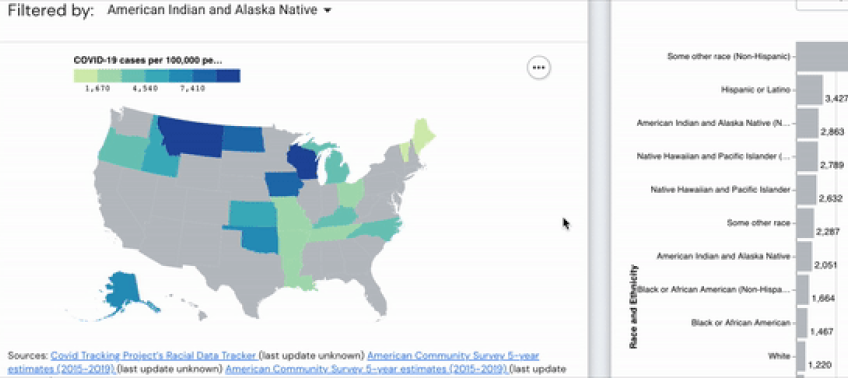 Filtered by: American Indian and Alaska Native
COVID-19 cases per 100,000 pe...
1,670 4,540 7,410
Sources: Covid Tracking Project's Racial Data Tracker (last update unknown) American Community Survey 5-year
estimates (2015-2019) (last update unknown) American Community Survey 5-year estimates (2015-2019) (last update
Race and Ethnicity
Some other race (Non-Hispanic)
Hispanic or Latino 3,427
American Indian and Alaska Native (N... 2,863
Native Hawaiian and Pacific Islander (... 2,789
Native Hawaiian and Pacific Islander 2,632
Some other race 2,287
American Indian and Alaska Native 2,051
Black or African American (Non-Hispa... 1,664
Black or African American 1,467
White 1,220